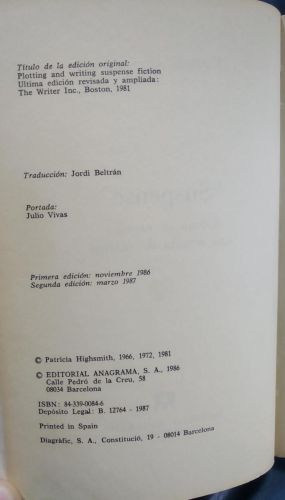 Título de la edición original:
Plotting and writing suspense fiction
Ultima edición revisada y ampliada:
The Writer Inc., Boston, 1981
Traducción: Jordi Beltrán
Portada:
Julio Vivas
Primera edición: noviembre 1986
Segunda edición: marzo 1987
© Patricia Highsmith, 1966, 1972, 1981
© EDITORIAL ANAGRAMA, S. A., 1986
Calle Pedró de la Creu, 58
08034 Barcelona
ISBN: 84-339-0084-6
Depósito Legal: B. 12764 - 1987
Printed in Spain
Diagràfic, S. A., Constitució, 19 - 08014 Barcelona